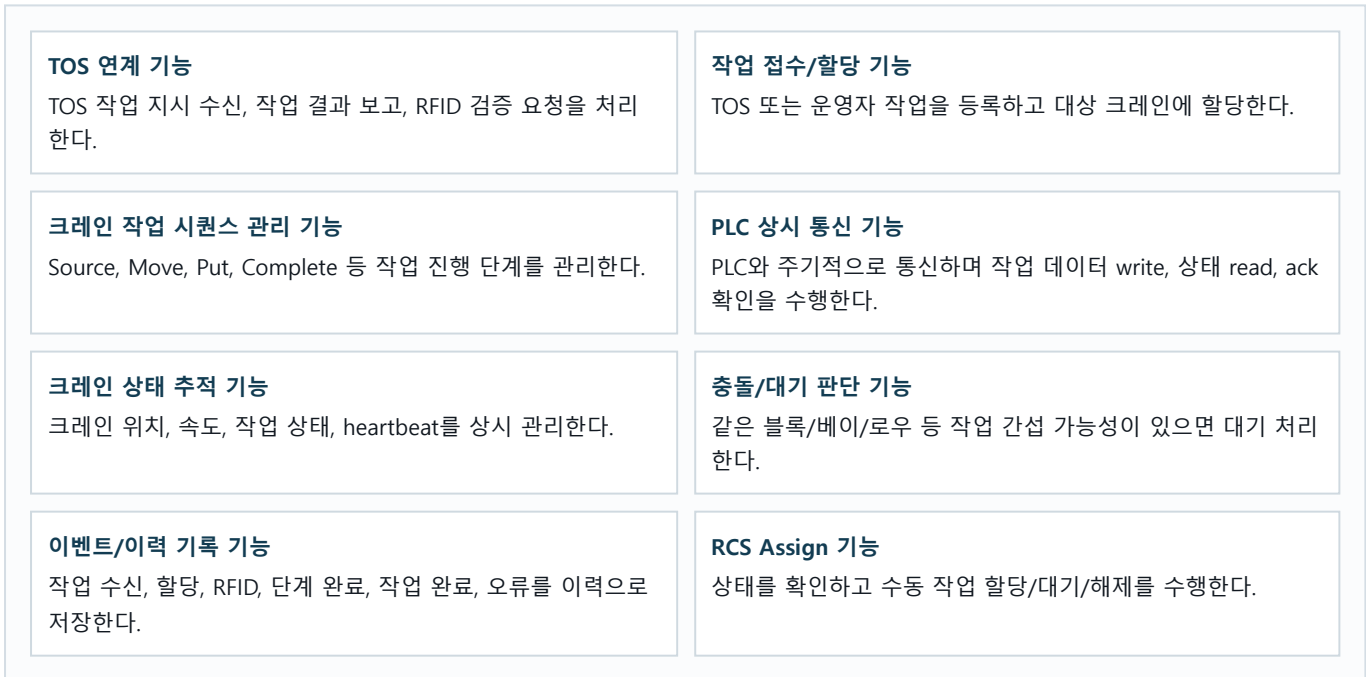 TOS 연계 기능
TOS 작업 지시 수신, 작업 결과 보고, RFID 검증 요청을 처리
한다.
작업 접수/할당 기능
TOS 또는 운영자 작업을 등록하고 대상 크레인에 할당한다.
크레인 작업 시퀀스 관리 기능
Source, Move, Put, Complete 등 작업 진행 단계를 관리한다.
PLC 상시 통신 기능
PLC와 주기적으로 통신하며 작업 데이터 write, 상태 read, ack
확인을 수행한다.
크레인 상태 추적 기능
크레인 위치, 속도, 작업 상태, heartbeat를 상시 관리한다.
충돌/대기 판단 기능
같은 블록/베이/로우 등 작업 간섭 가능성이 있으면 대기 처리
한다.
이벤트/이력 기록 기능
작업 수신, 할당, RFID, 단계 완료, 작업 완료, 오류를 이력으로
저장한다.
RCS Assign 기능
상태를 확인하고 수동 작업 할당/대기/해제를 수행한다.